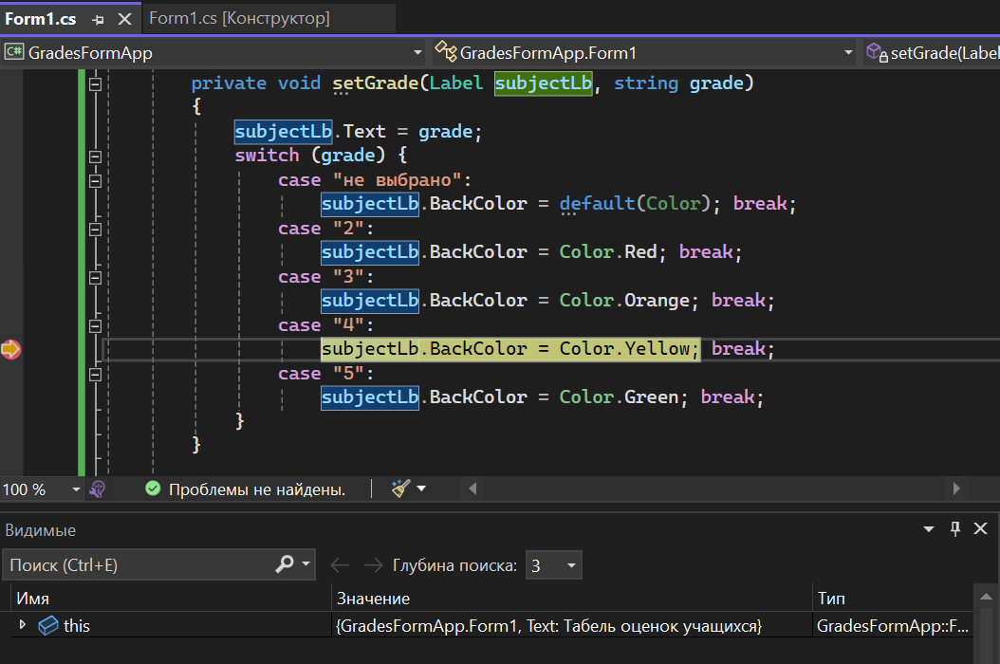 Form1.cs Form1.cs [Конструктор]
C# GradesFormApp GradesFormApp.Form1 setGrade(Label
private void setGrade(Label subjectLb, string grade)
{
subjectLb.Text = grade;
switch (grade) {
case "не выбрано":
subjectLb.BackColor = default(Color); break;
case "2":
subjectLb.BackColor = Color.Red; break;
case "3":
subjectLb.BackColor = Color.Orange; break;
case "4":
subjectLb.BackColor = Color.Yellow; break;
case "5":
subjectLb.BackColor = Color.Green; break;
}
}
100 % Проблемы не найдены.
Видимые
Поиск (Ctrl+E) Глубина поиска: 3
Имя Значение Тип
this {GradesFormApp.Form1, Text: Табель оценок учащихся} GradesFormApp::F...